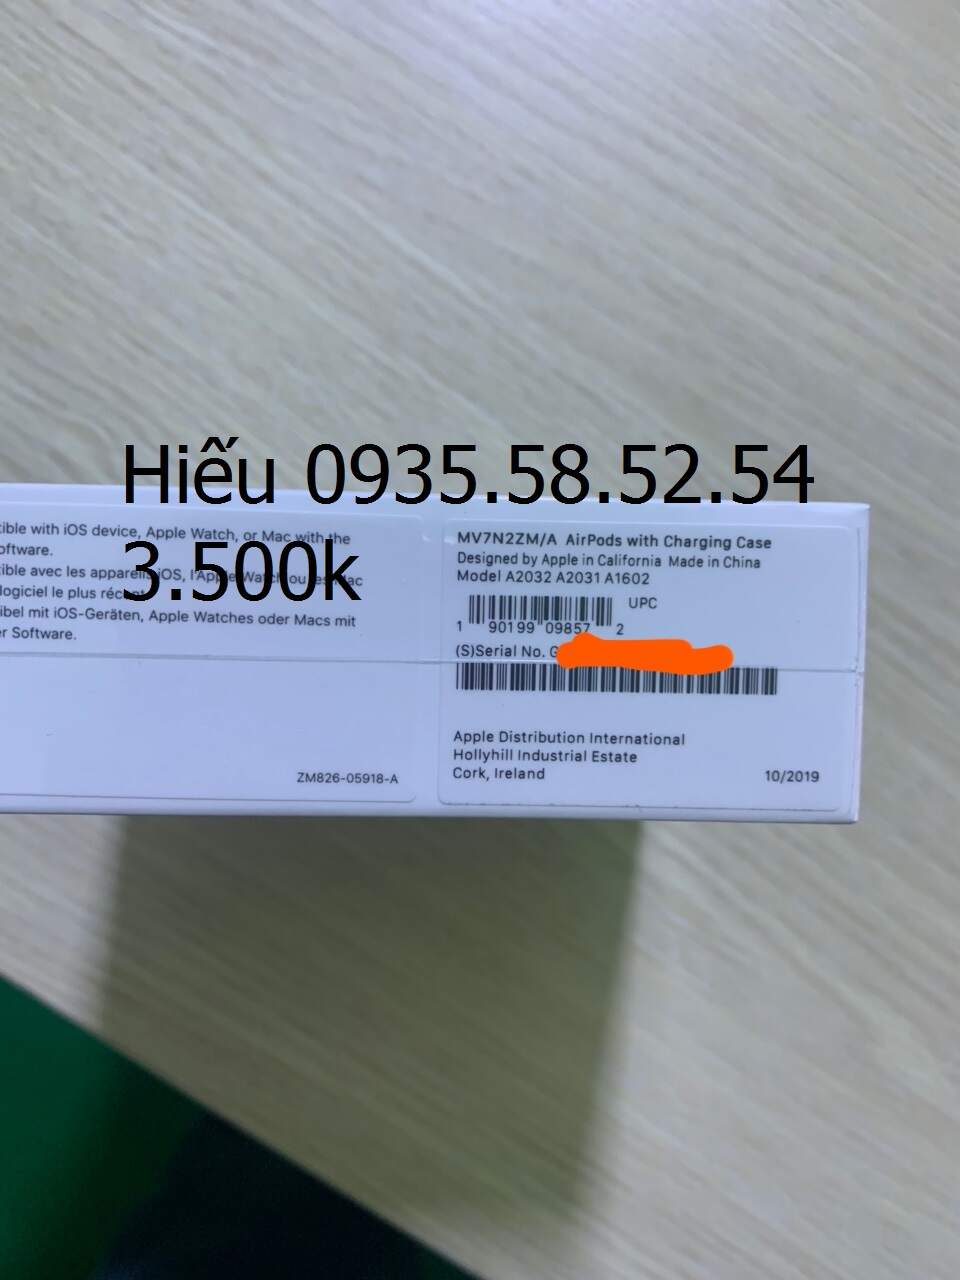 Hiếu 0935.58.52.54
3.500k
tible with iOS device, Apple Watch, or Mac with the
oftware.
ible avec les appareils iOS, l'Apple Watch ou les Mac
logiciel le plus récent.
ibel mit iOS-Geräten, Apple Watches oder Macs mit
er Software.
ZM826-05918-A
MV7N2ZM/A AirPods with Charging Case
Designed by Apple in California Made in China
Model A2032 A2031 A1602
UPC
1 90199 09857 2
(S)Serial No. G
Apple Distribution International
Hollyhill Industrial Estate
Cork, Ireland
10/2019